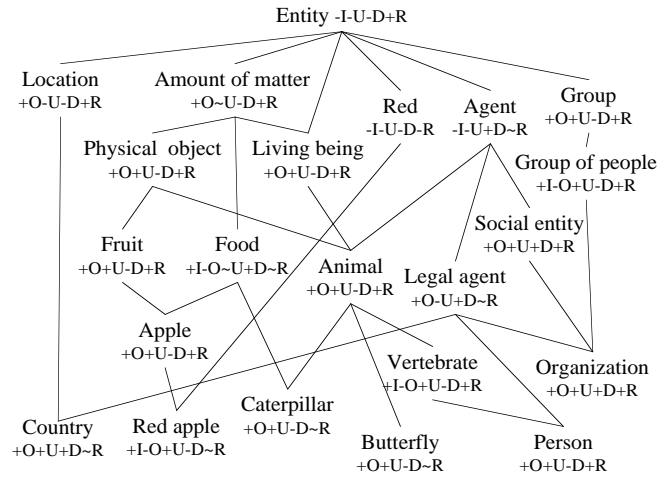 Entity -I-U-D+R
Location
+O-U-D+R
Amount of matter
+O~U-D+R
Red
-I-U-D-R
Agent
-I-U+D~R
Group
+O+U-D+R
Physical object
+O+U-D+R
Living being
+O+U-D+R
Group of people
+I-O+U-D+R
Social entity
+O+U+D+R
Fruit
+O+U-D+R
Food
+I-O~U+D~R
Animal
+O+U-D+R
Legal agent
+O-U+D~R
Apple
+O+U-D+R
Vertebrate
+I-O+U-D+R
Organization
+O+U+D+R
Country
+O+U+D~R
Red apple
+I-O+U-D~R
Caterpillar
+O+U-D~R
Butterfly
+O+U-D~R
Person
+O+U-D+R